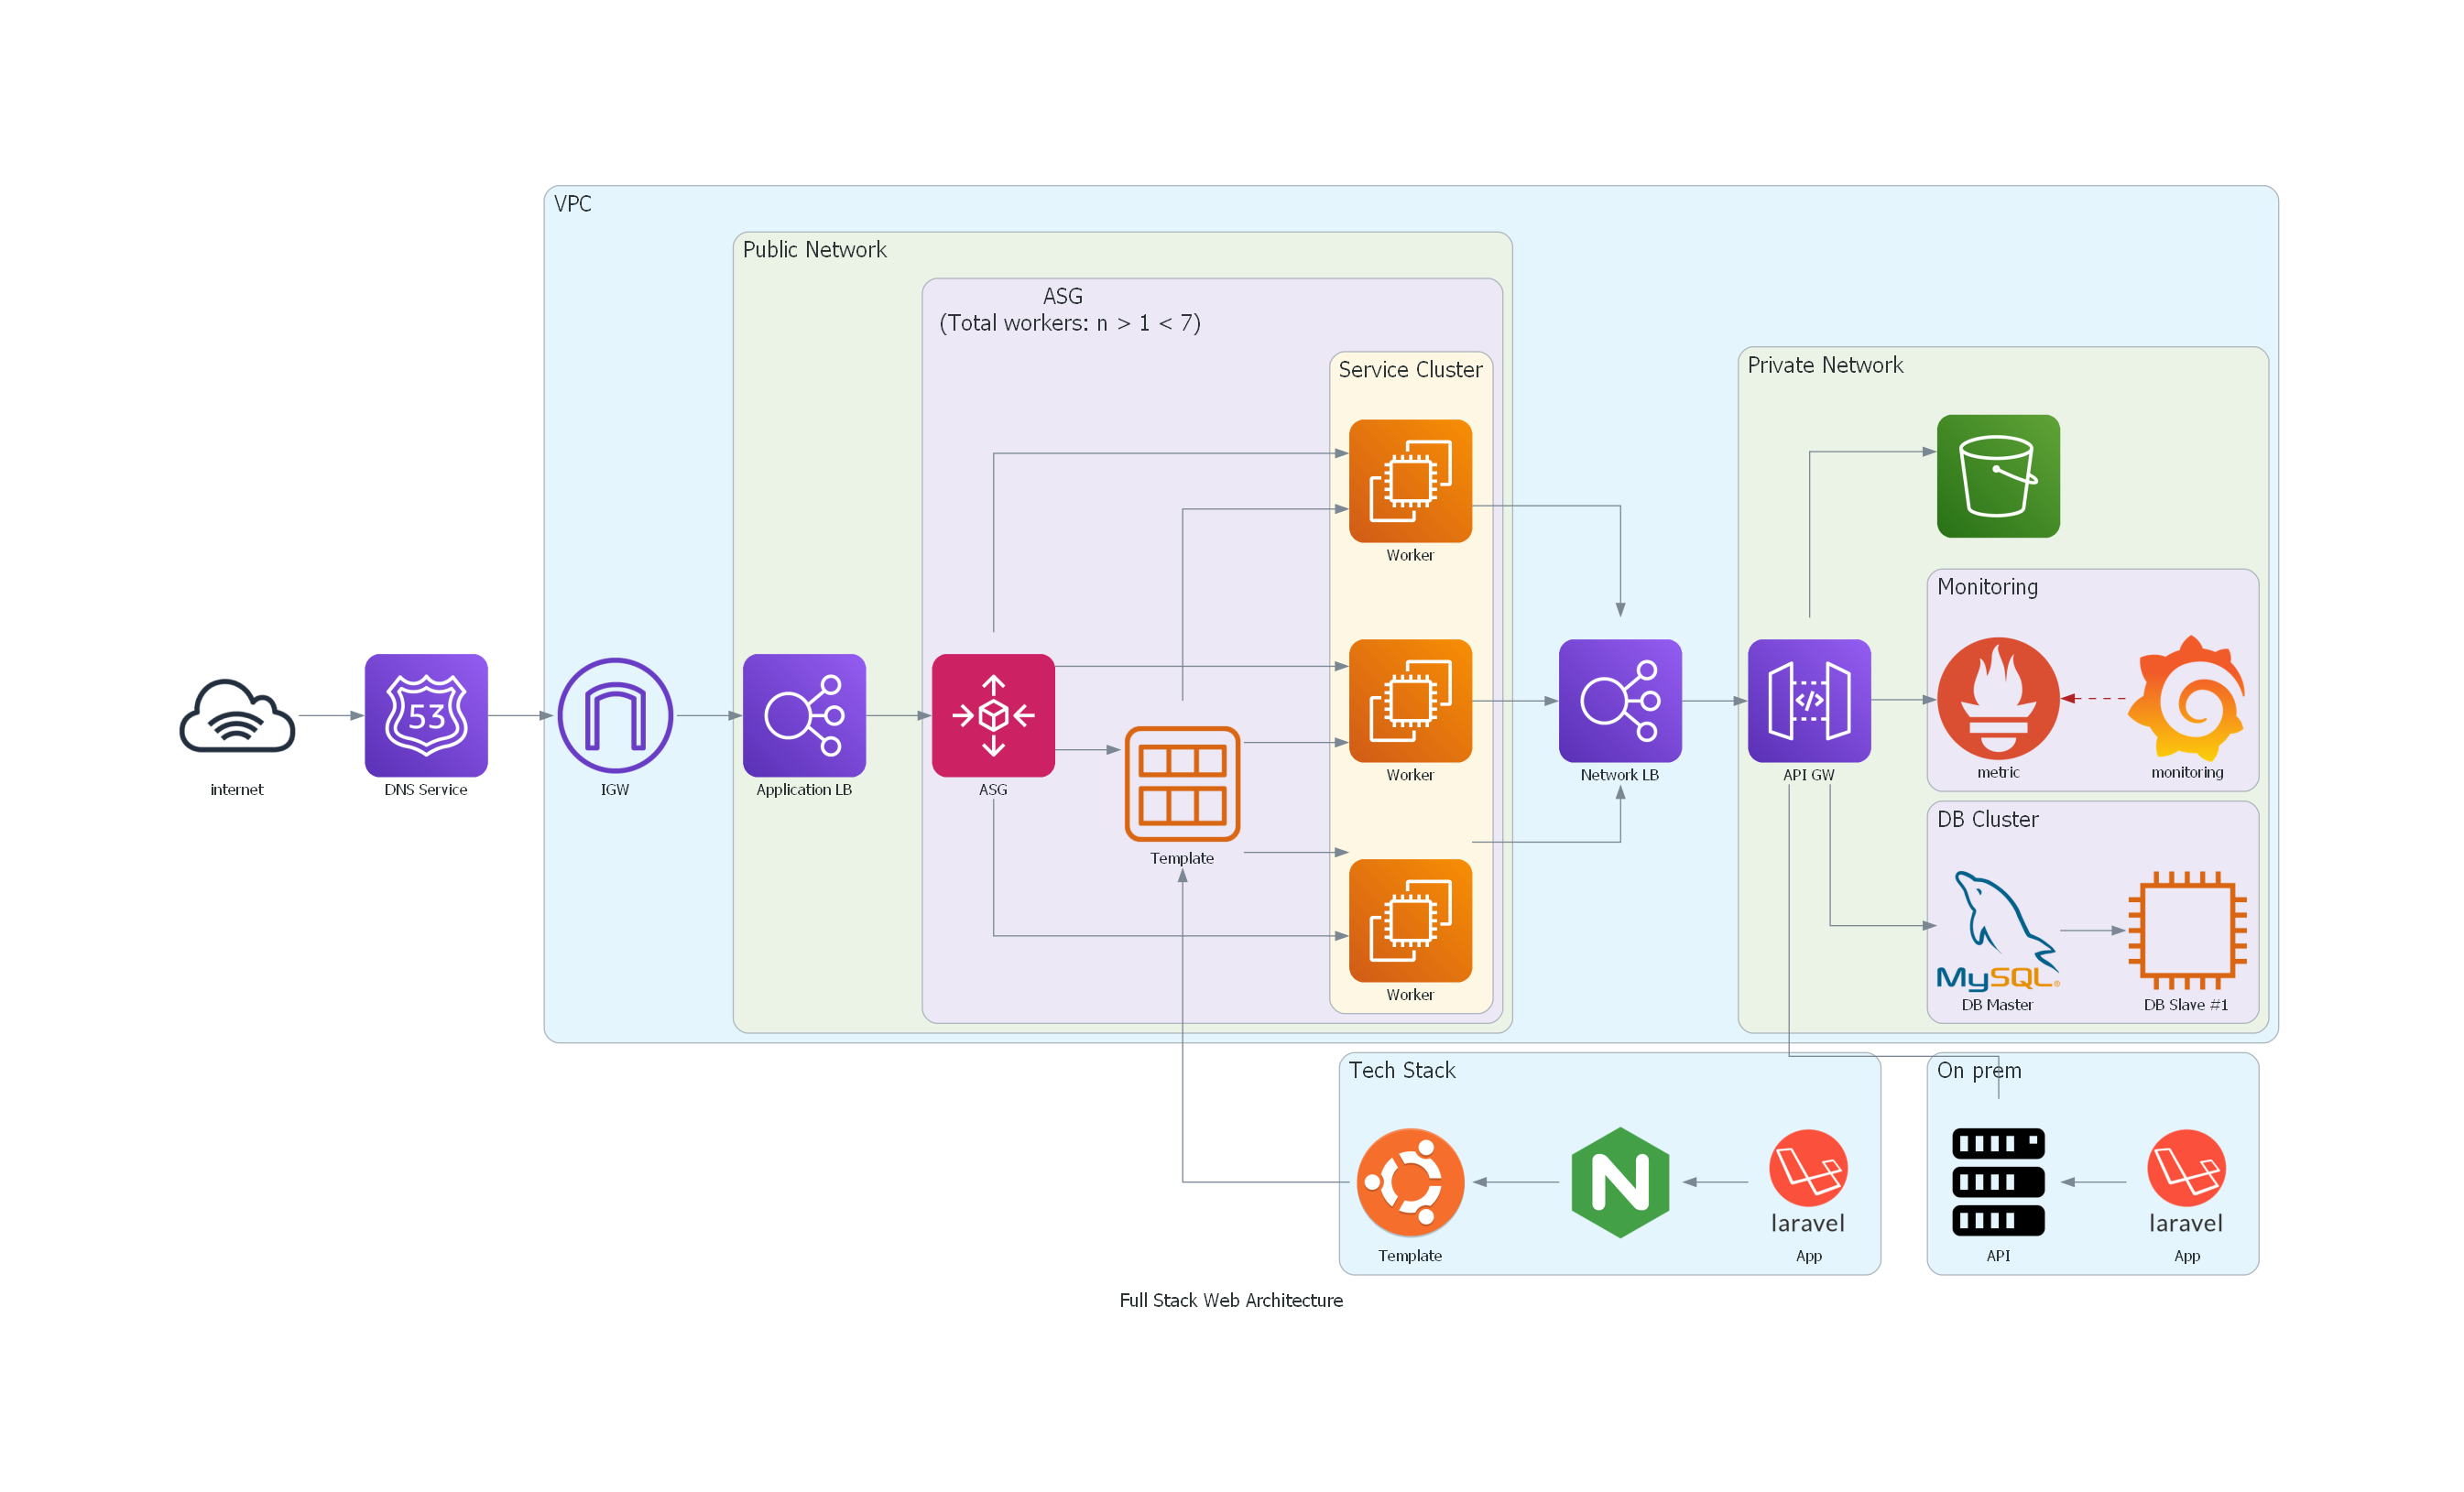 VPC
Public Network
ASG
(Total workers: n > 1 < 7)
Service Cluster
Worker
Private Network
Monitoring
53
internet
DNS Service
IGW
Application LB
ASG
Template
Worker
Network LB
API GW
metric
monitoring
DB Cluster
Worker
MySQL
DB Master
DB Slave #1
Tech Stack
On prem
N
laravel
laravel
Template
App
API
App
Full Stack Web Architecture